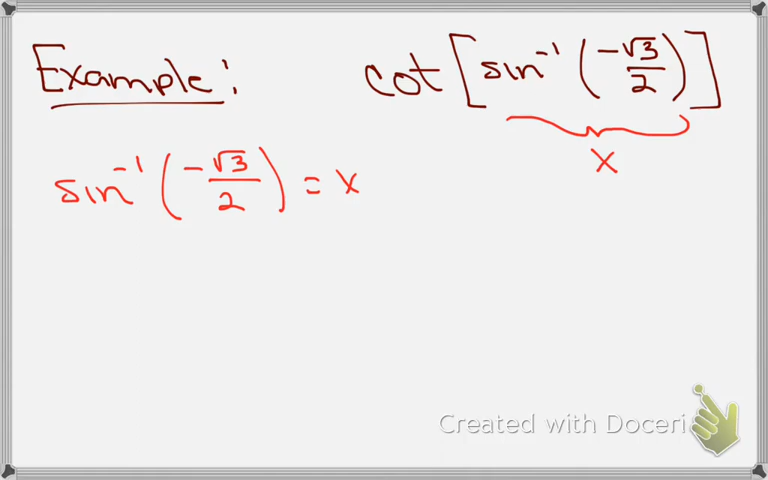 Example: cot [sin⁻¹ (-√3/2)]
x
sin⁻¹ (-√3/2) = x
Created with Doceri